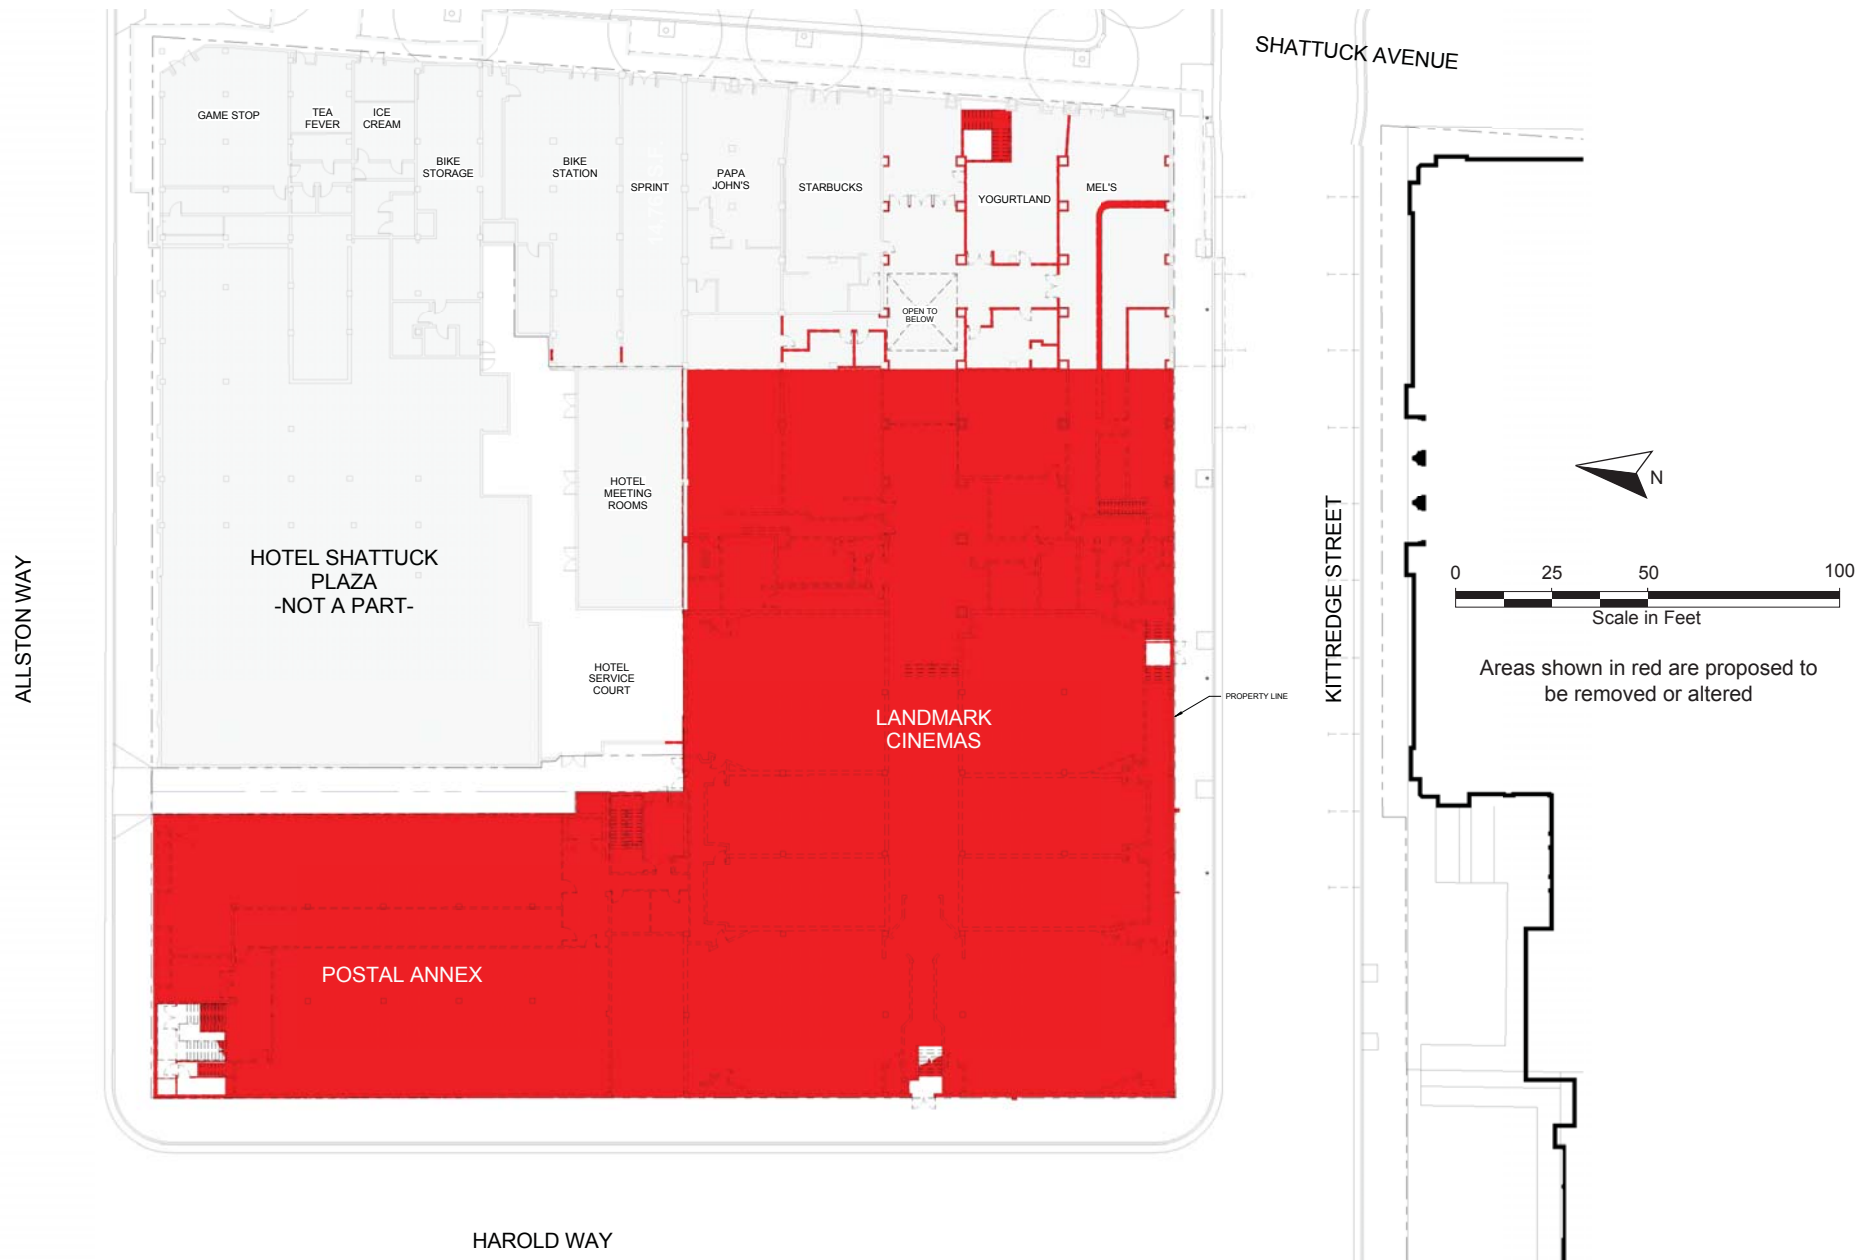 SHATTUCK AVENUE
GAME STOP
TEA
FEVER
ICE
CREAM
BIKE
STORAGE
BIKE
STATION
SPRINT
PAPA
JOHN'S
STARBUCKS
YOGURTLAND
MEL'S
OPEN TO
BELOW
HOTEL
MEETING
ROOMS
HOTEL SHATTUCK
PLAZA
-NOT A PART-
HOTEL
SERVICE
COURT
ALLSTON WAY
LANDMARK
CINEMAS
PROPERTY LINE
KITTREDGE STREET
N
0 25 50 100
Scale in Feet
Areas shown in red are proposed to
be removed or altered
POSTAL ANNEX
HAROLD WAY